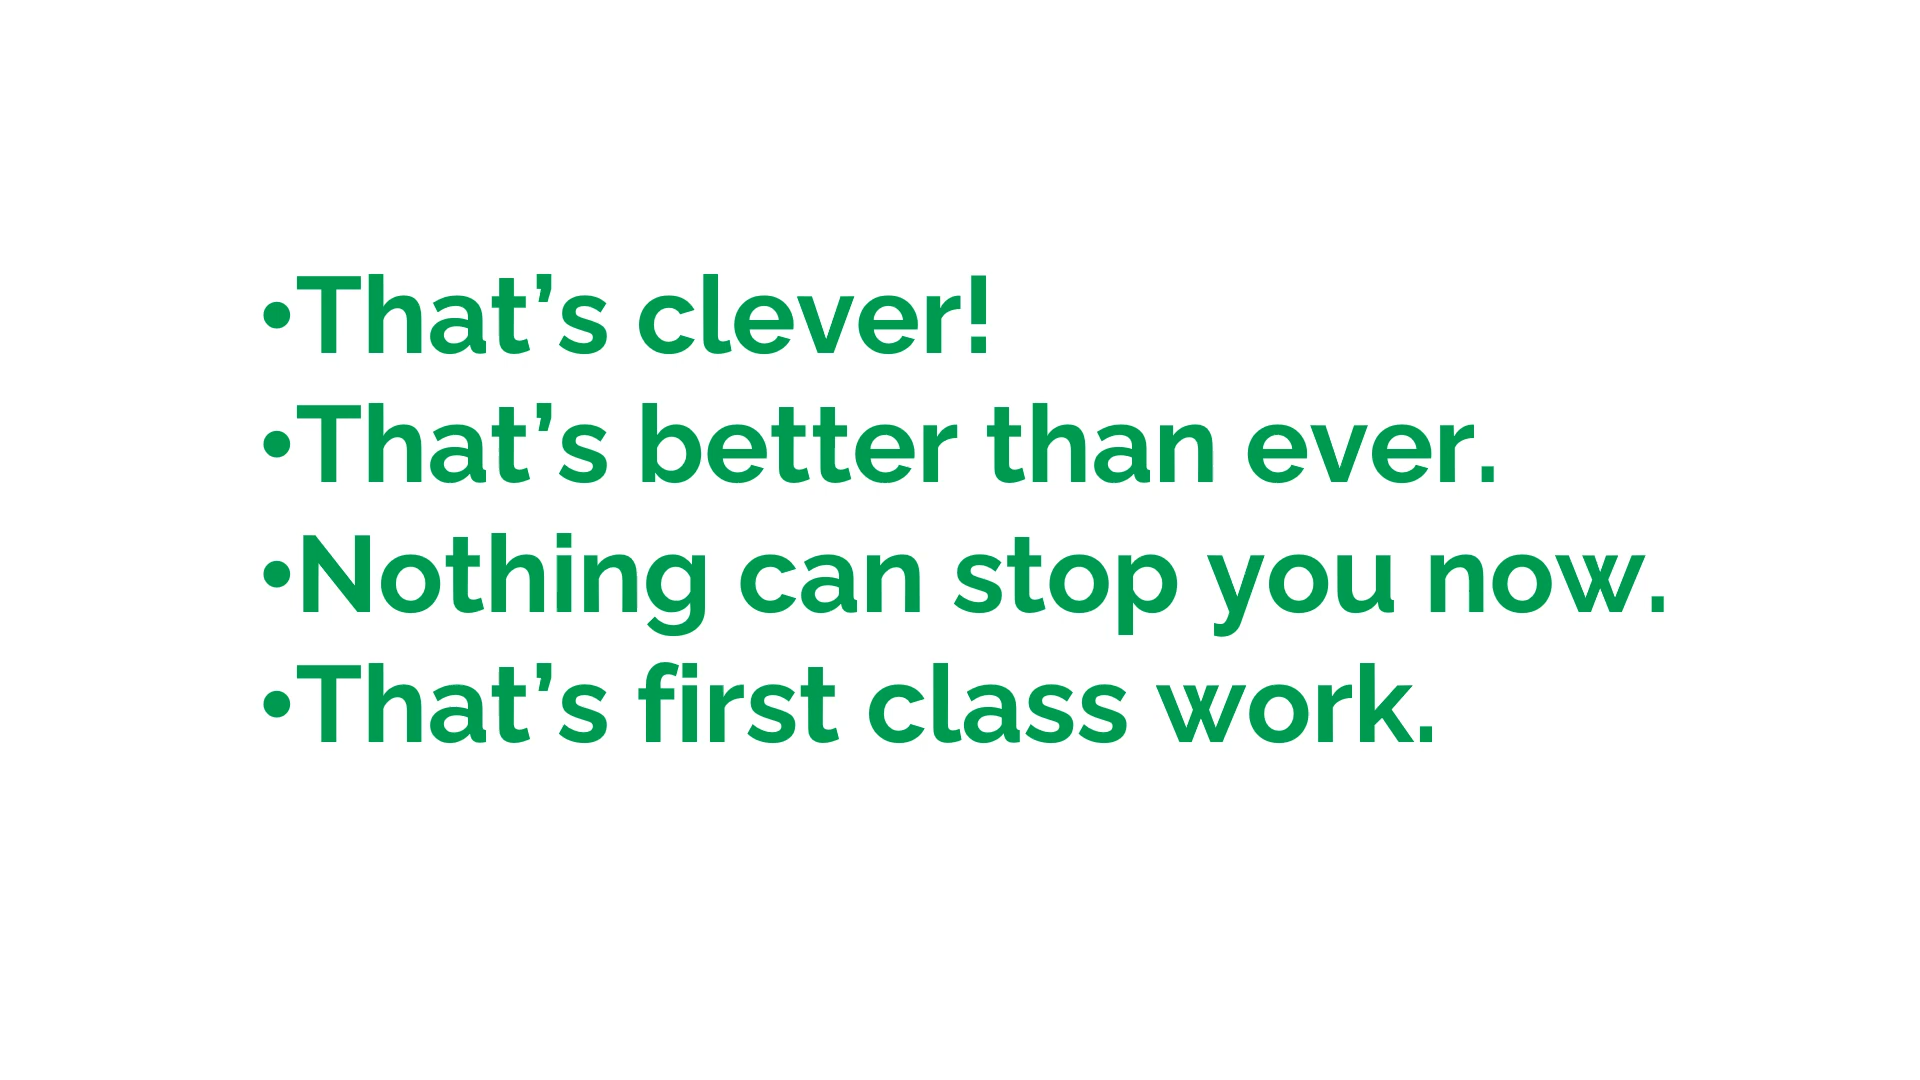 •That’s clever!
•That’s better than ever.
•Nothing can stop you now.
•That’s first class work.